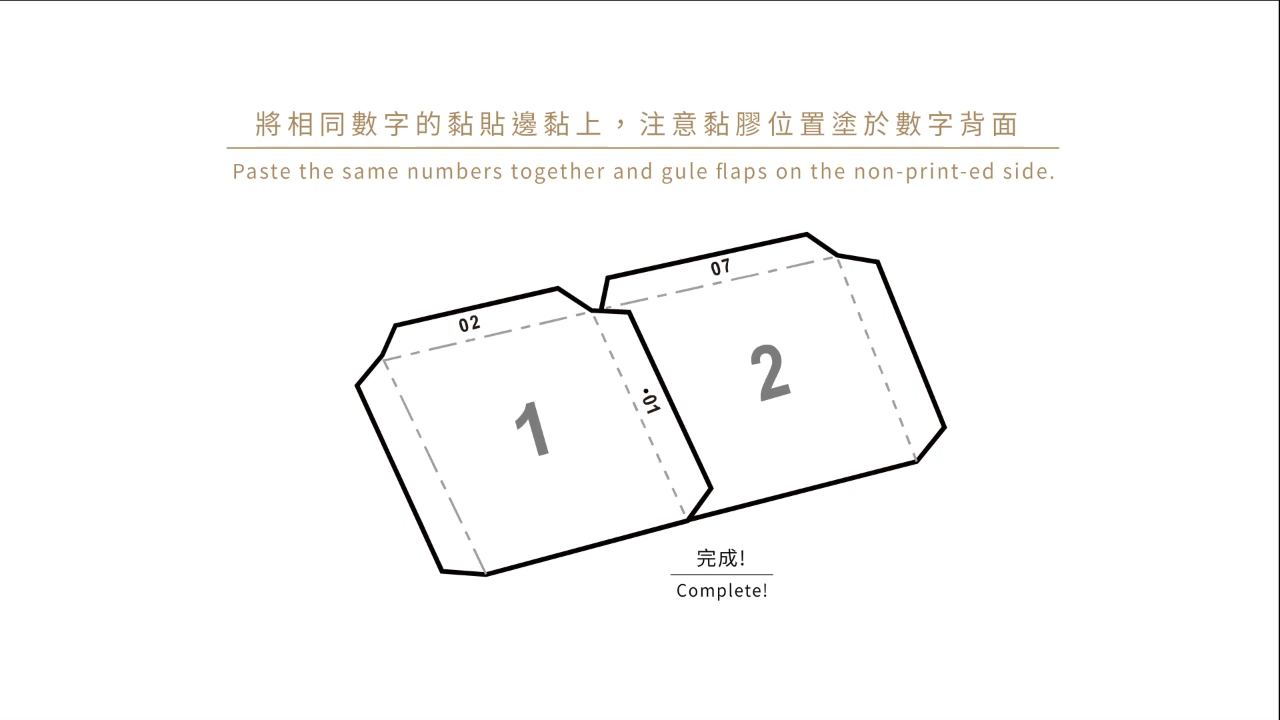 將相同數字的黏貼邊黏上，注意黏膠位置塗於數字背面
Paste the same numbers together and gule flaps on the non-print-ed side.
07
02
2
•01
1
完成!
Complete!